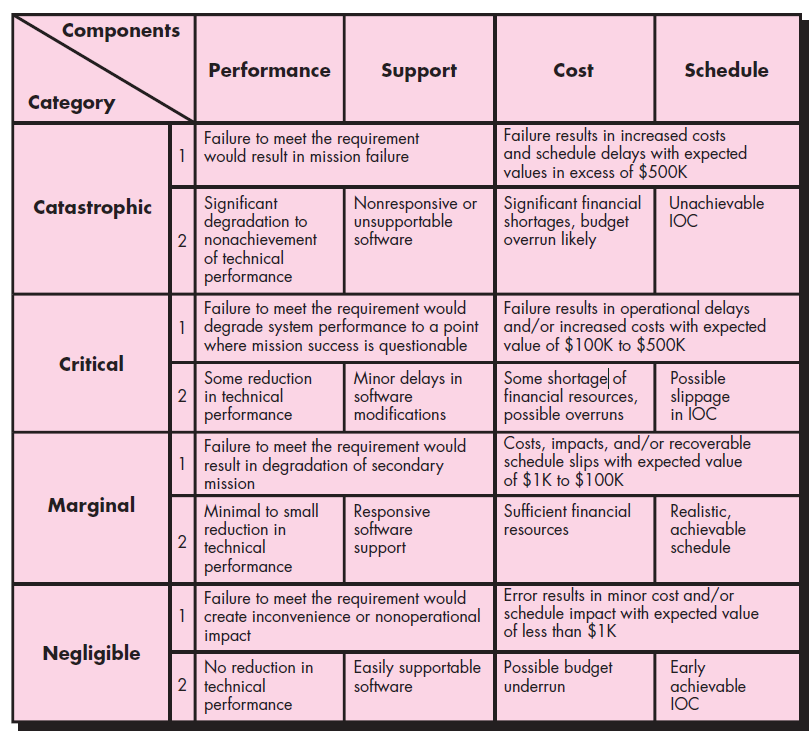 Components
Category
Performance
Support
Cost
Schedule
Catastrophic
1
Failure to meet the requirement
would result in mission failure
Failure results in increased costs
and schedule delays with expected
values in excess of $500K
2
Significant
degradation to
nonachievement
of technical
performance
Nonresponsive or
unsupportable
software
Significant financial
shortages, budget
overrun likely
Unachievable
IOC
Critical
1
Failure to meet the requirement would
degrade system performance to a point
where mission success is questionable
Failure results in operational delays
and/or increased costs with expected
value of $100K to $500K
2
Some reduction
in technical
performance
Minor delays in
software
modifications
Some shortage of
financial resources,
possible overruns
Possible
slippage
in IOC
Marginal
1
Failure to meet the requirement would
result in degradation of secondary
mission
Costs, impacts, and/or recoverable
schedule slips with expected value
of $1K to $100K
2
Minimal to small
reduction in
technical
performance
Responsive
software
support
Sufficient financial
resources
Realistic,
achievable
schedule
Negligible
1
Failure to meet the requirement would
create inconvenience or nonoperational
impact
Error results in minor cost and/or
schedule impact with expected value
of less than $1K
2
No reduction in
technical
performance
Easily supportable
software
Possible budget
underrun
Early
achievable
IOC